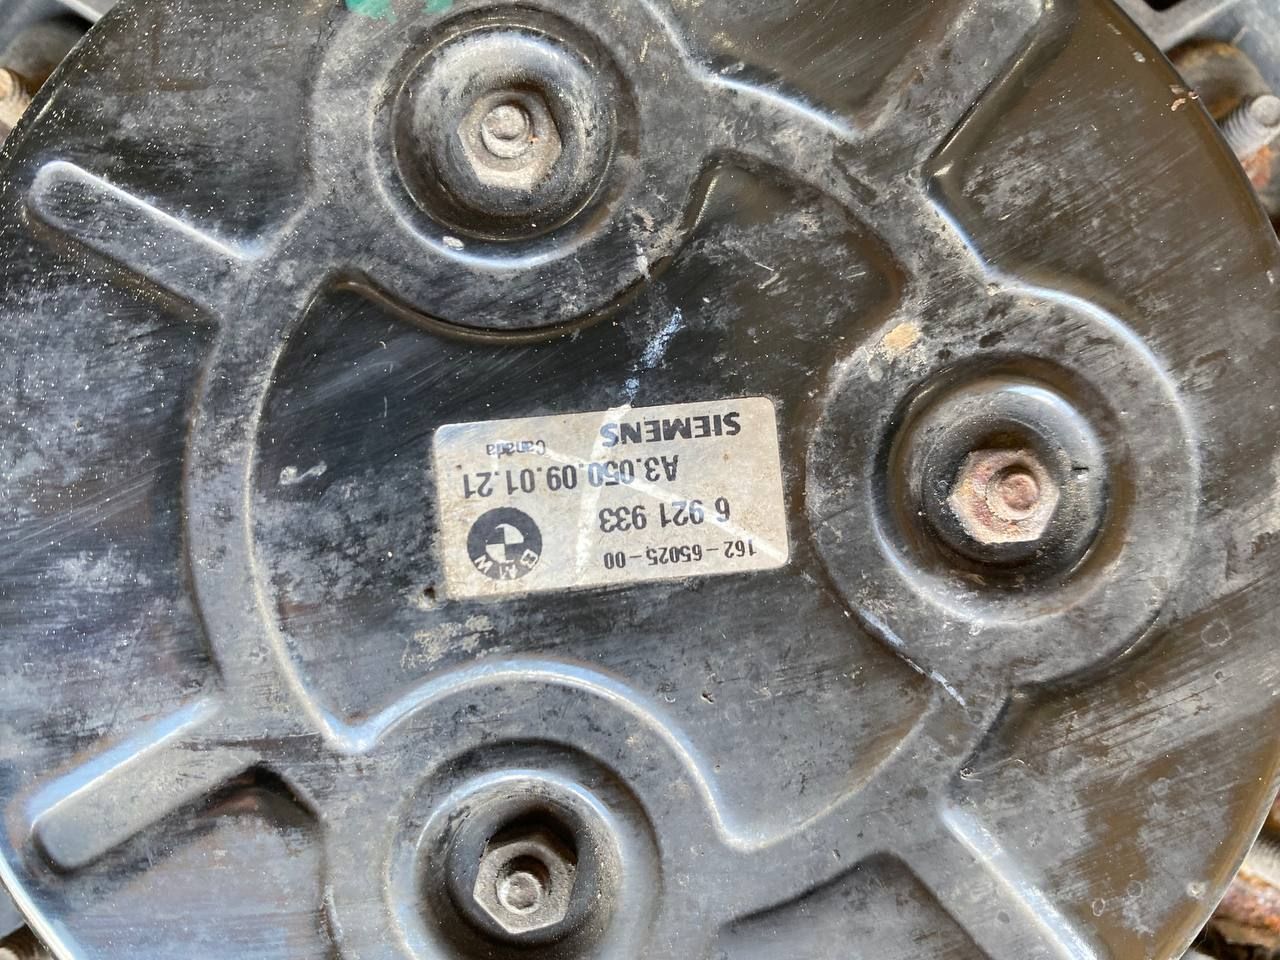 162-65025-00
6 921 933
BMW
A3.050.09.01.21
Canada
SIEMENS